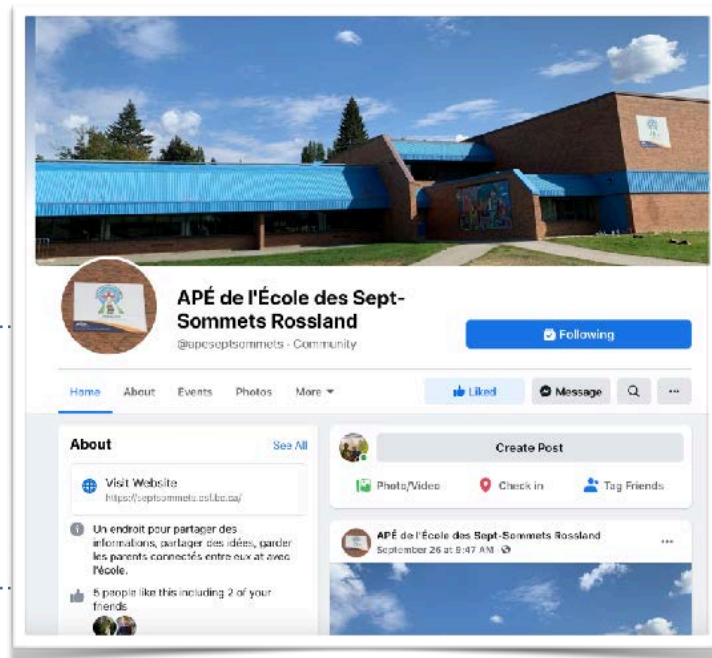 APÉ de l'École des Sept-
Sommets Rossland
@apeseptsommets · Community
Following
Home About Events Photos More
Liked Message ...
About See All
Visit Website
https://septsommets.csf.bc.ca/
Un endroit pour partager des
informations, partager des idées, garder
les parents connectés entre eux at avec
l'école.
5 people like this including 2 of your
friends
Create Post
Photo/Video Check in Tag Friends
APÉ de l'École des Sept-Sommets Rossland
September 26 at 9:47 AM ·
...